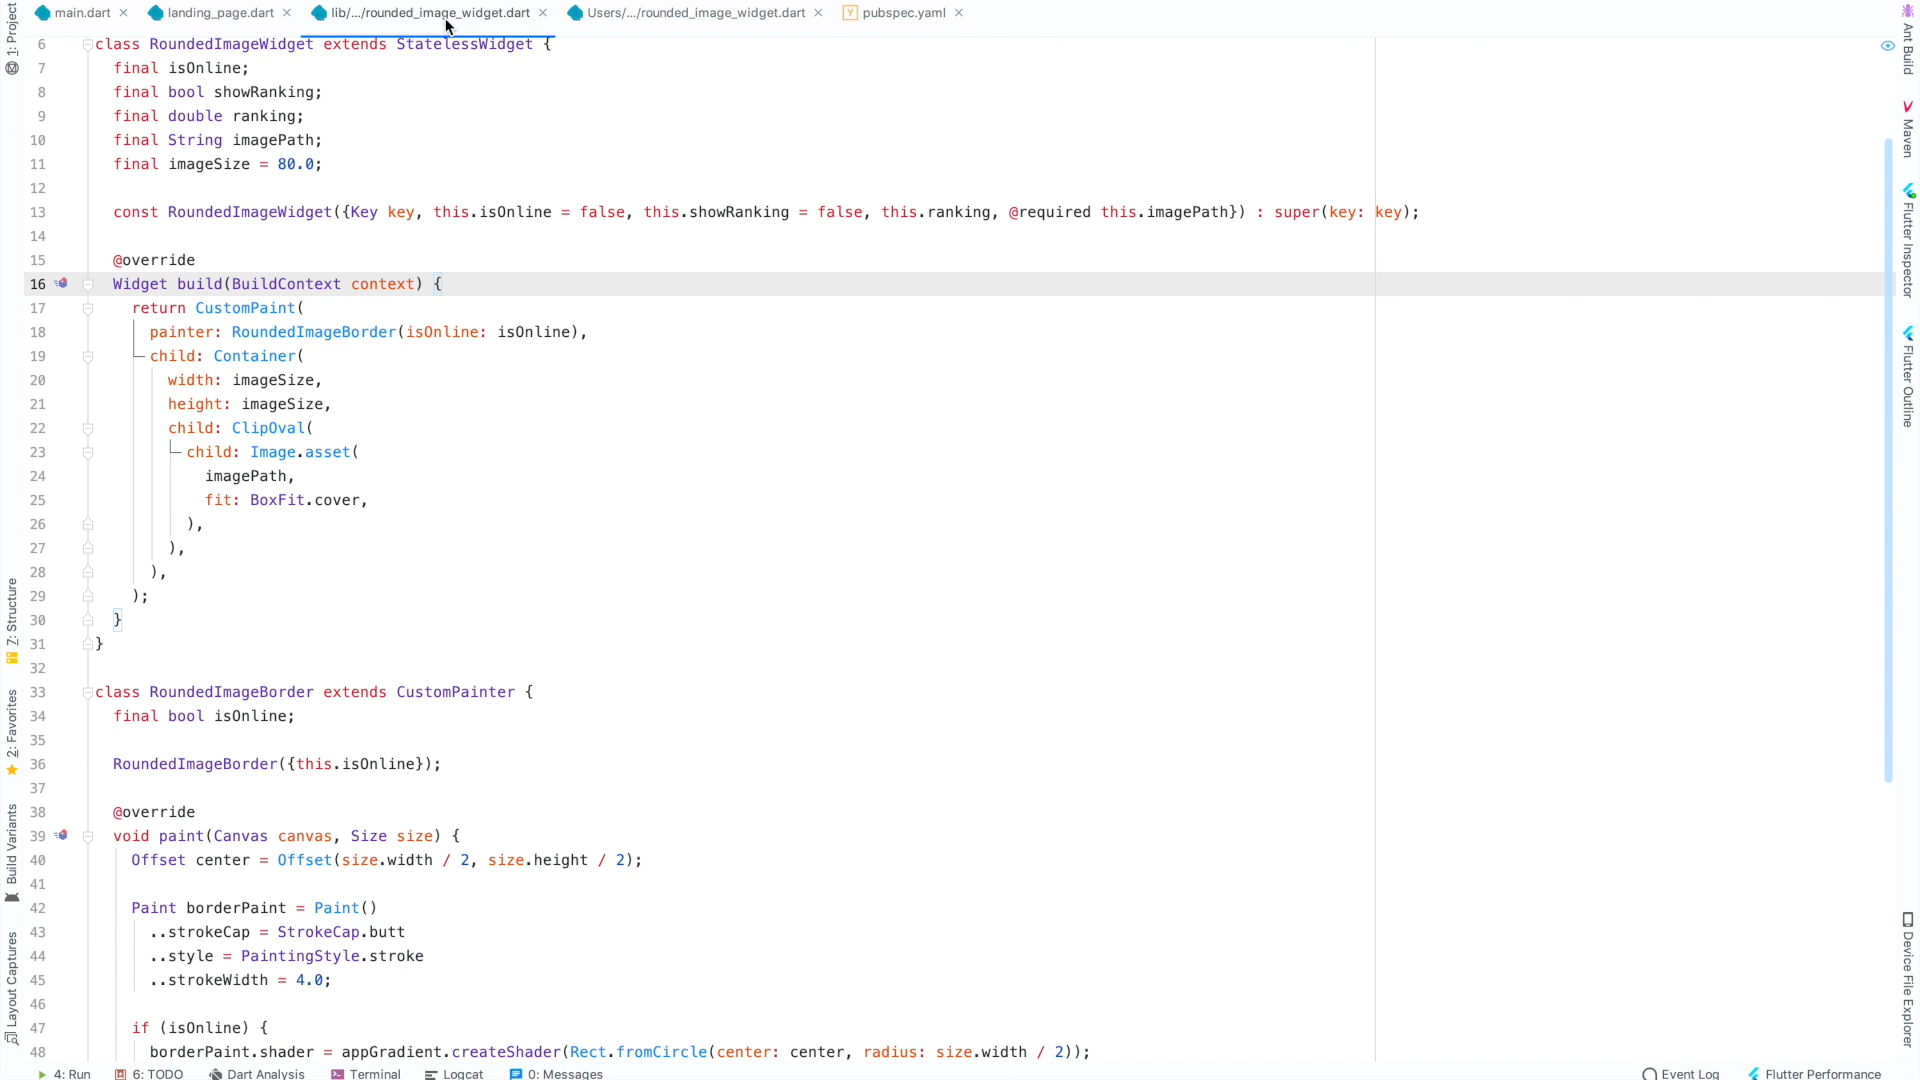 main.dart
landing_page.dart
lib/.../rounded_image_widget.dart
Users/.../rounded_image_widget.dart
pubspec.yaml
1: Project
7: Structure
2: Favorites
Build Variants
Layout Captures
6 class RoundedImageWidget extends StatelessWidget {
7 final isOnline;
8 final bool showRanking;
9 final double ranking;
10 final String imagePath;
11 final imageSize = 80.0;
12
13 const RoundedImageWidget({Key key, this.isOnline = false, this.showRanking = false, this.ranking, @required this.imagePath}) : super(key: key);
14
15 @override
16 Widget build(BuildContext context) {
17 return CustomPaint(
18 painter: RoundedImageBorder(isOnline: isOnline),
19 child: Container(
20 width: imageSize,
21 height: imageSize,
22 child: ClipOval(
23 child: Image.asset(
24 imagePath,
25 fit: BoxFit.cover,
26 ),
27 ),
28 ),
29 );
30 }
31 }
32
33 class RoundedImageBorder extends CustomPainter {
34 final bool isOnline;
35
36 RoundedImageBorder({this.isOnline});
37
38 @override
39 void paint(Canvas canvas, Size size) {
40 Offset center = Offset(size.width / 2, size.height / 2);
41
42 Paint borderPaint = Paint()
43 ..strokeCap = StrokeCap.butt
44 ..style = PaintingStyle.stroke
45 ..strokeWidth = 4.0;
46
47 if (isOnline) {
48 borderPaint.shader = appGradient.createShader(Rect.fromCircle(center: center, radius: size.width / 2));
Ant Build
Maven
Flutter Inspector
Flutter Outline
Device File Explorer
4: Run
6: TODO
Dart Analysis
Terminal
Logcat
0: Messages
Event Log
Flutter Performance